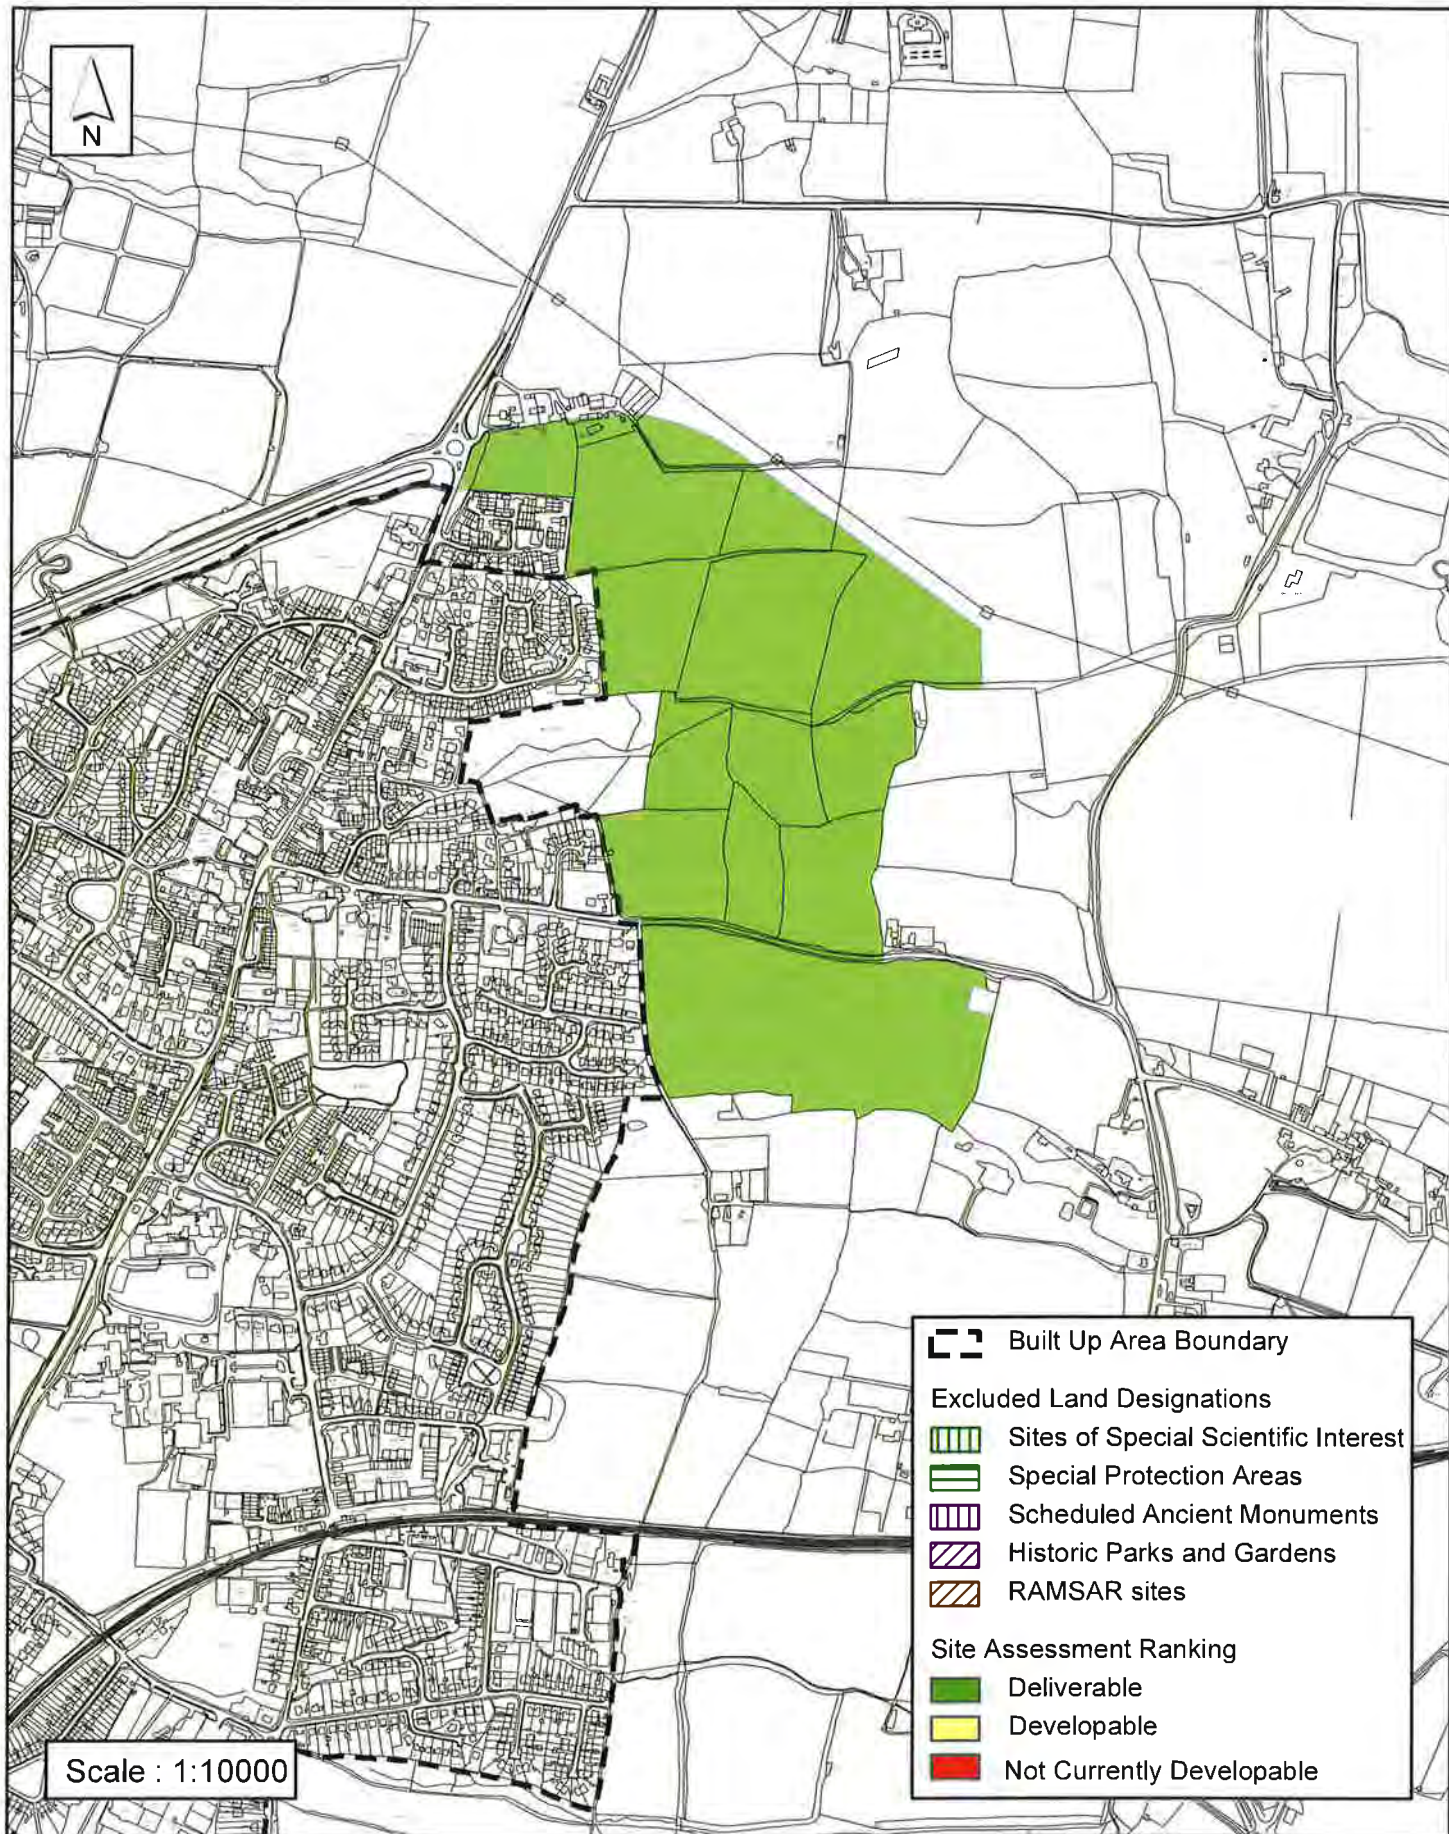 N
Built Up Area Boundary
Excluded Land Designations
Sites of Special Scientific Interest
Special Protection Areas
Scheduled Ancient Monuments
Historic Parks and Gardens
RAMSAR sites
Site Assessment Ranking
Deliverable
Developable
Not Currently Developable
Scale : 1:10000